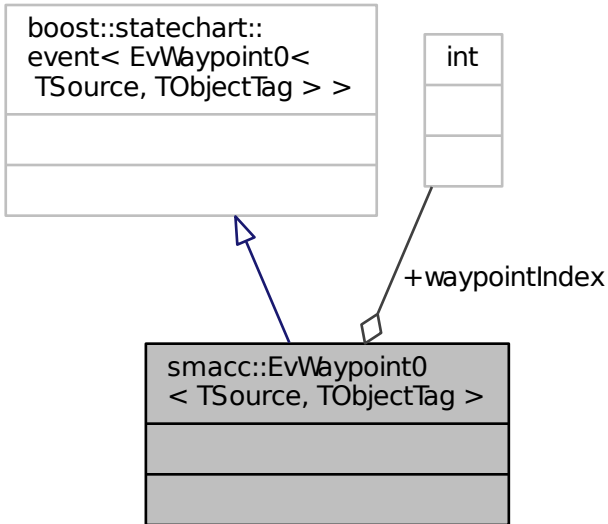 boost::statechart::
event< EvWaypoint0<
TSource, TObjectTag > >
int
+waypointIndex
smacc::EvWaypoint0
< TSource, TObjectTag >